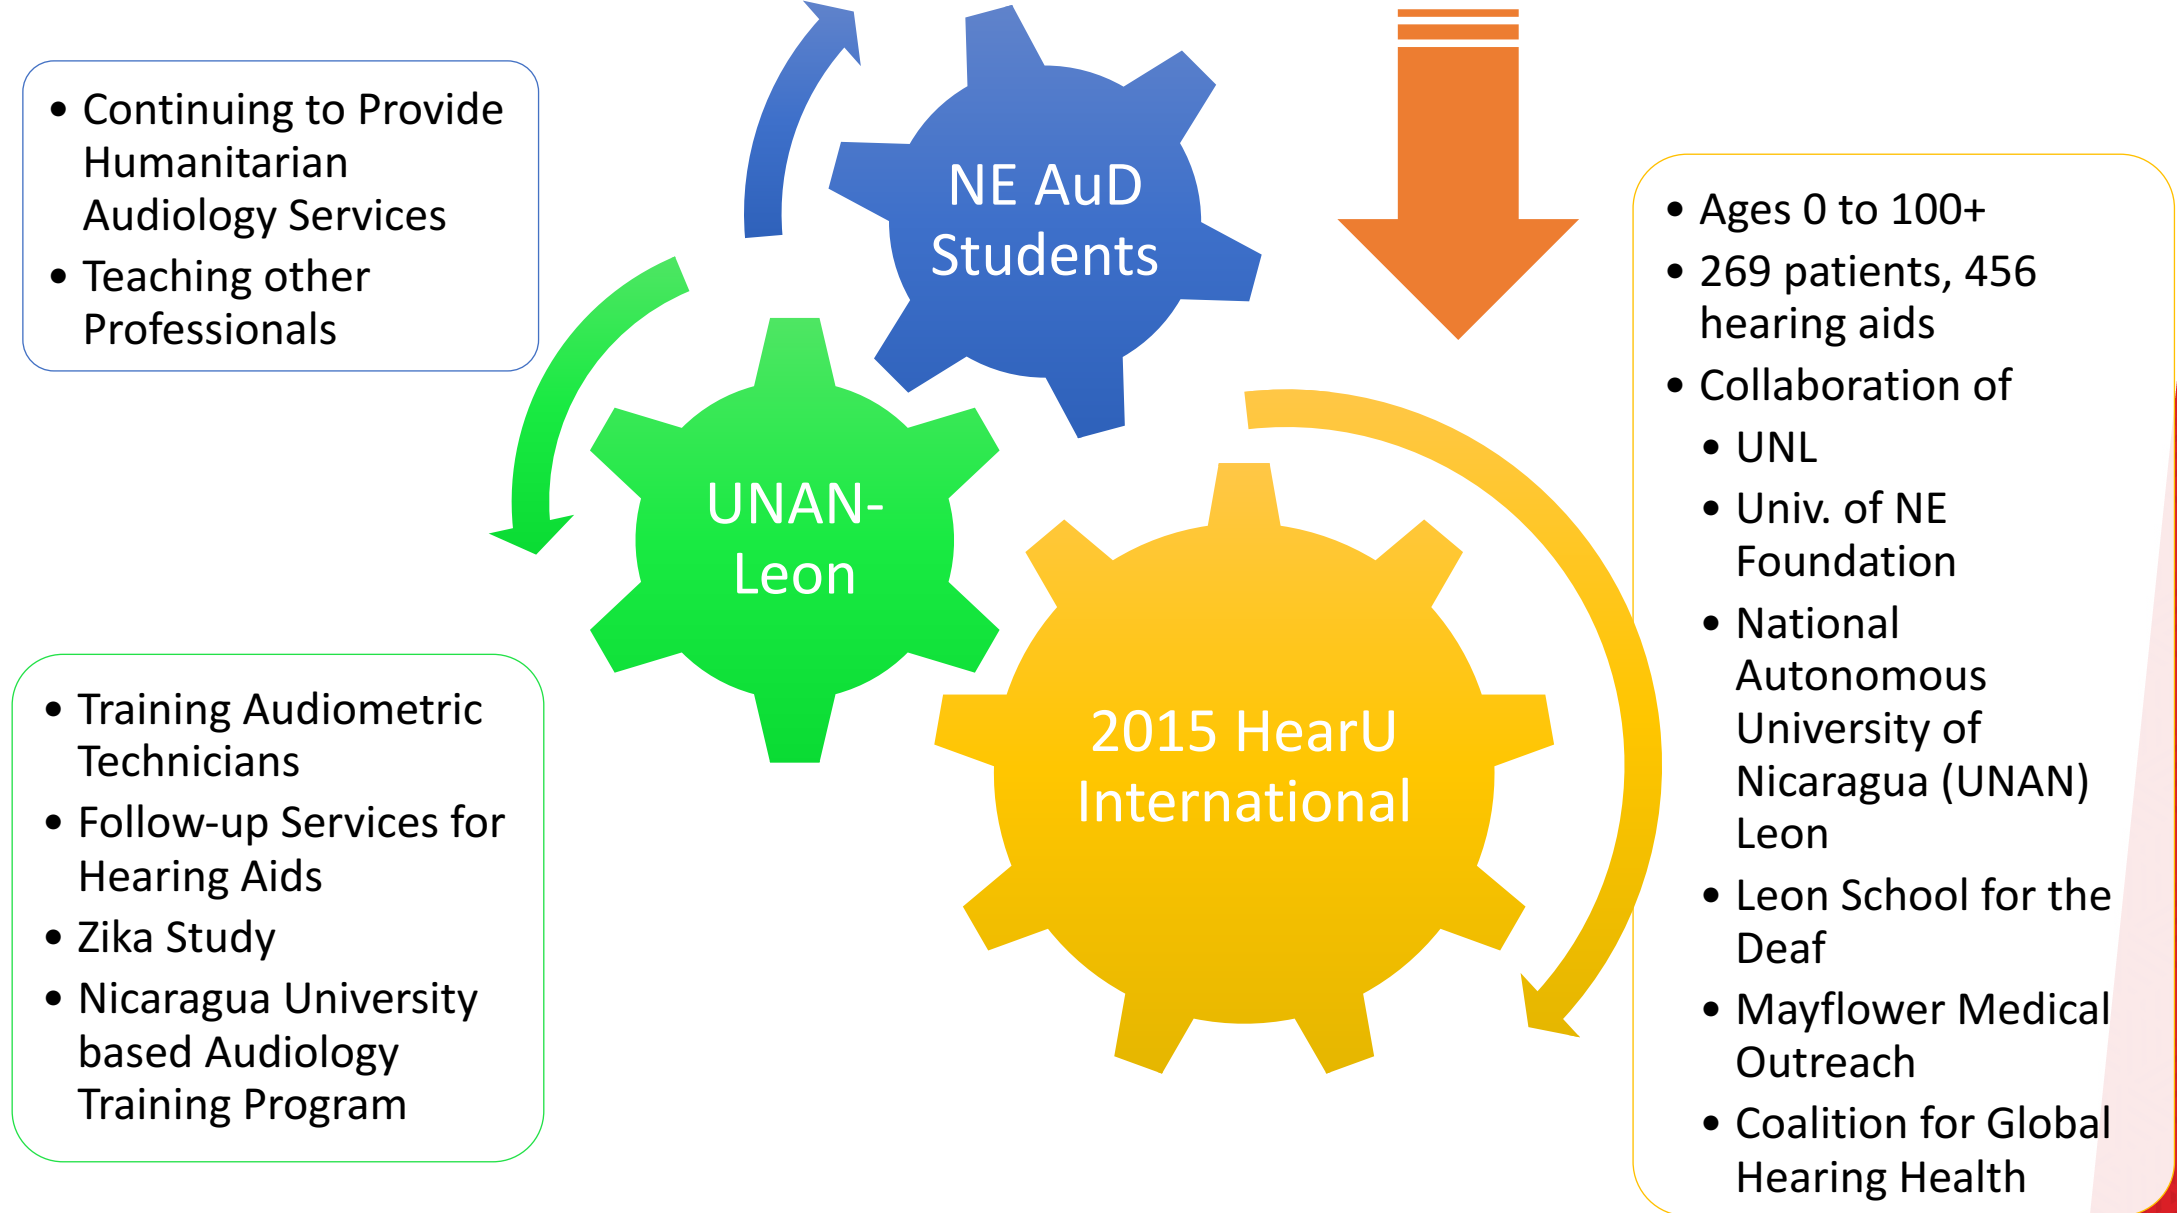 • Continuing to Provide
Humanitarian
Audiology Services
• Teaching other
Professionals
NE AuD
Students
UNAN-
Leon
2015 HearU
International
• Training Audiometric
Technicians
• Follow-up Services for
Hearing Aids
• Zika Study
• Nicaragua University
based Audiology
Training Program
• Ages 0 to 100+
• 269 patients, 456
hearing aids
• Collaboration of
• UNL
• Univ. of NE
Foundation
• National
Autonomous
University of
Nicaragua (UNAN)
Leon
• Leon School for the
Deaf
• Mayflower Medical
Outreach
• Coalition for Global
Hearing Health